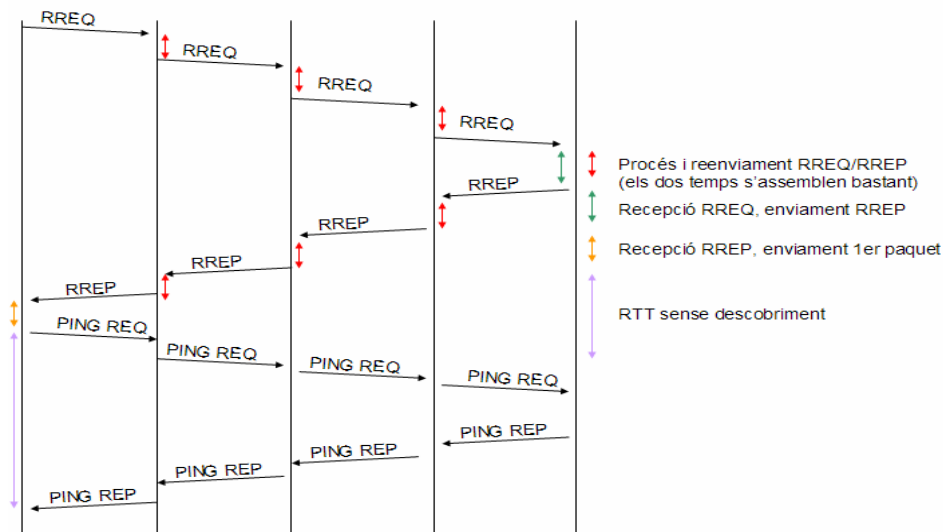 RREQ
RREQ
RREQ
RREQ
Procés i reenviament RREQ/RREP
(els dos temps s'assemblen bastant)
RREP
Recepció RREQ, enviament RREP
RREP
Recepció RREP, enviament 1er paquet
RREP
RREP
RTT sense descobriment
PING REQ
PING REQ
PING REQ
PING REQ
PING REP
PING REP
PING REP
PING REP